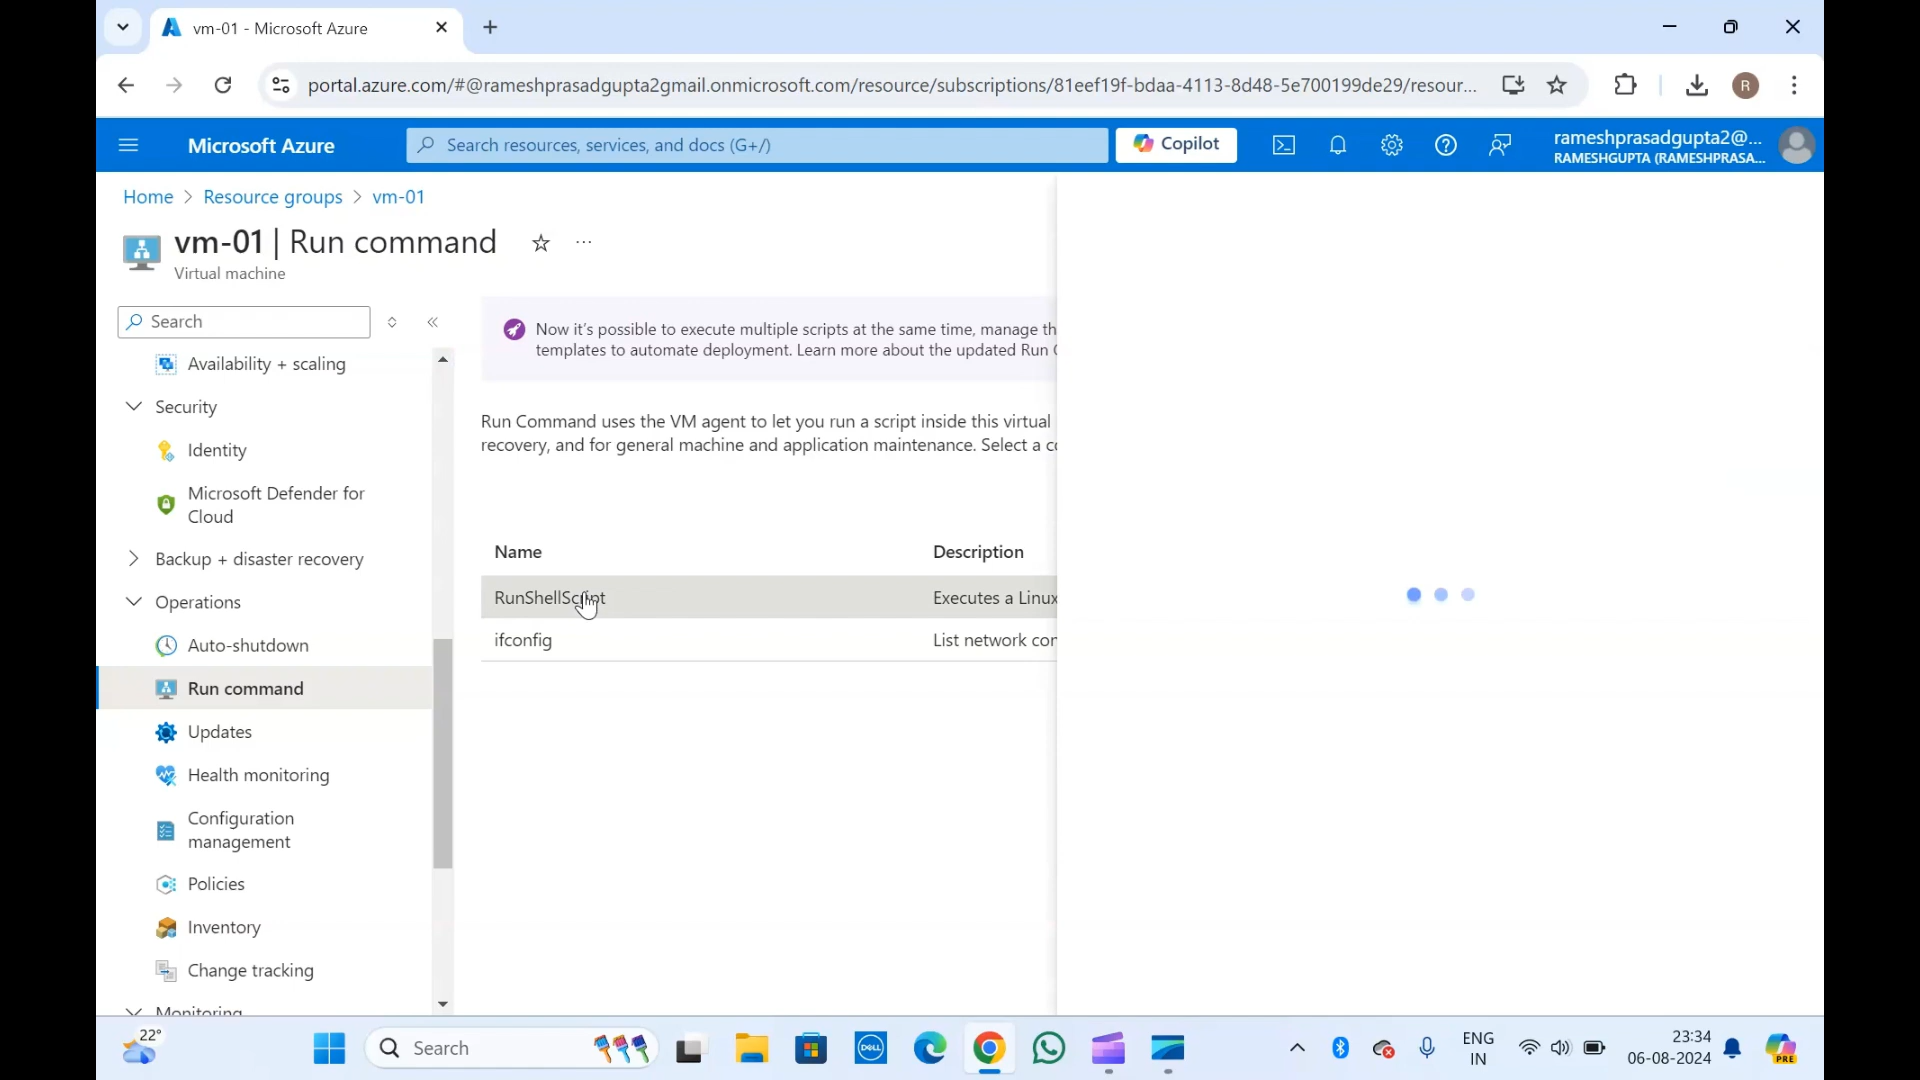 vm-01 - Microsoft Azure
portal.azure.com/#@rameshprasadgupta2gmail.onmicrosoft.com/resource/subscriptions/81eef19f-bdaa-4113-8d48-5e700199de29/resour...
R
Microsoft Azure
Search resources, services, and docs (G+/)
Copilot
rameshprasadgupta2@...
RAMESHGUPTA (RAMESHPRASA...
Home > Resource groups > vm-01
vm-01 | Run command
Virtual machine
Search
Availability + scaling
Security
Identity
Microsoft Defender for
Cloud
Backup + disaster recovery
Operations
Auto-shutdown
Run command
Updates
Health monitoring
Configuration
management
Policies
Inventory
Change tracking
Monitoring
Now it's possible to execute multiple scripts at the same time, manage th
templates to automate deployment. Learn more about the updated Run
Run Command uses the VM agent to let you run a script inside this virtual
recovery, and for general machine and application maintenance. Select a co
Name Description
RunShellScript Executes a Linux
ifconfig List network con
22°
Search
DELL
ENG
IN
23:34
06-08-2024
PRE